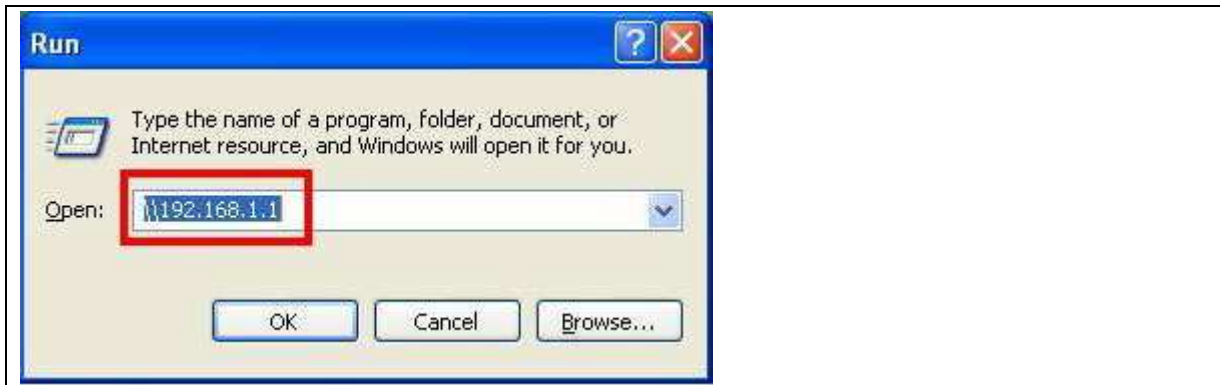 Run
Type the name of a program, folder, document, or
Internet resource, and Windows will open it for you.
Open: \\192.168.1.1
OK Cancel Browse...